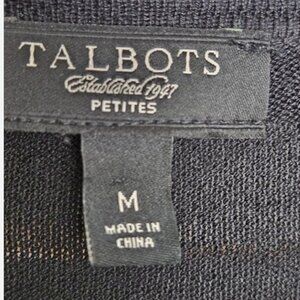 TALBOTS
Established 1947
PETITES
M
MADE IN
CHINA